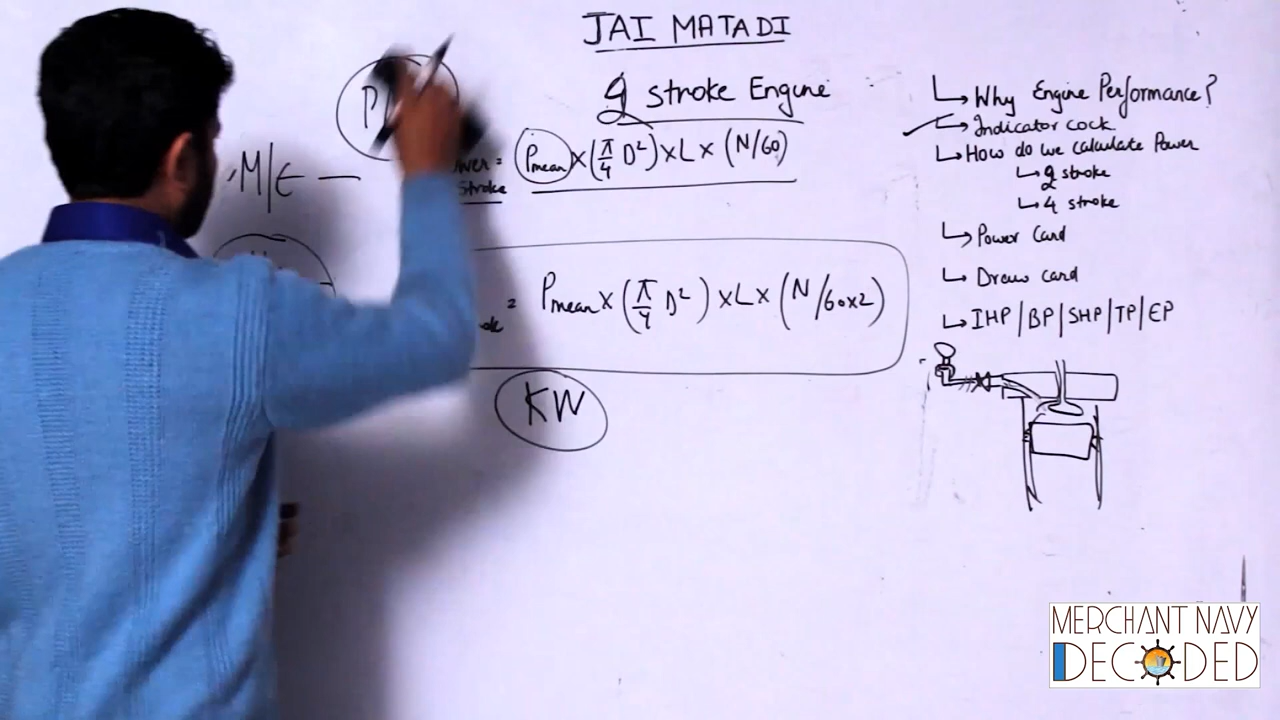 JAI MATADI
2 stroke Engine
P
M/E —
Pmean × (π/4 D²) × L × (N/60)
stroke
= Pmean × (π/4 D²) × L × (N/60×2)
KW
↳ Why Engine Performance?
↳ Indicator cock
↳ How do we calculate Power
↳ 2 stroke
↳ 4 stroke
↳ Power card
↳ Draw card
↳ IHP/BP/SHP/TP/EP
MERCHANT NAVY
DECODED